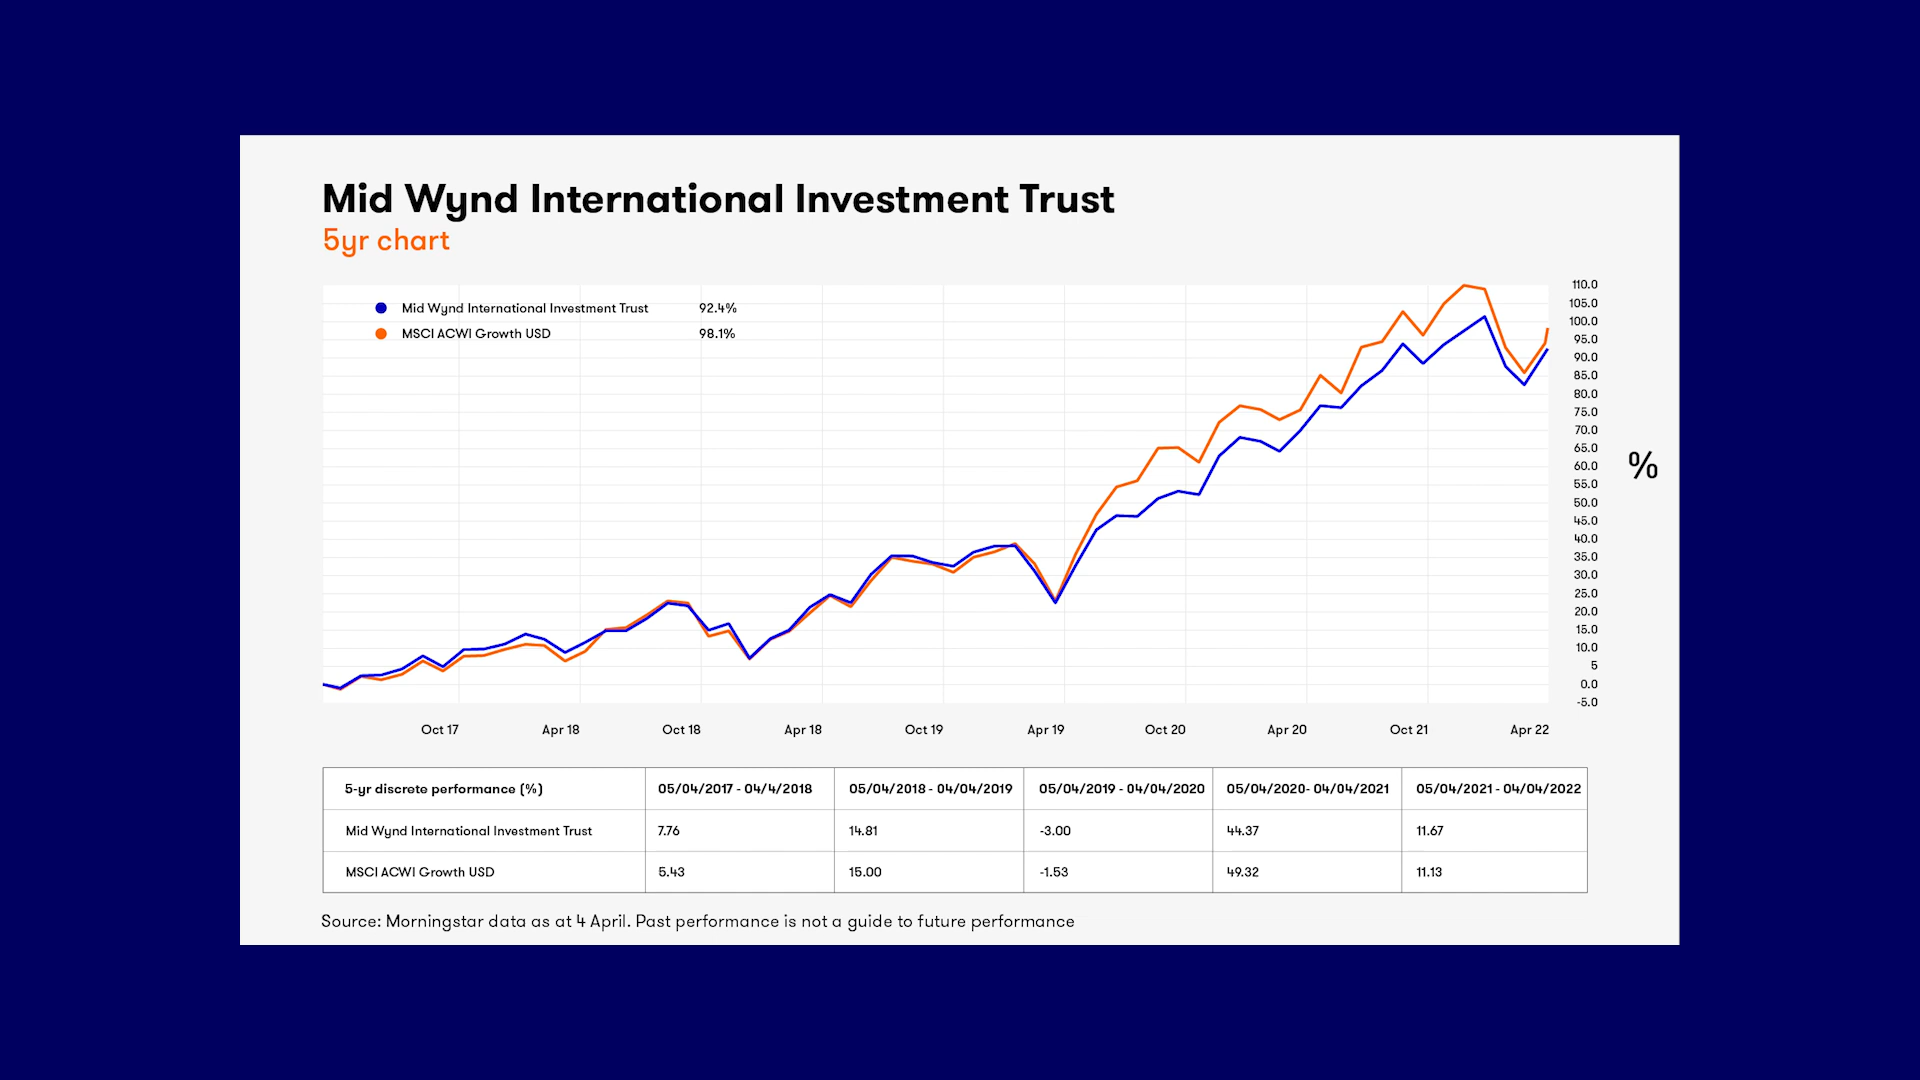 Mid Wynd International Investment Trust
5yr chart
Mid Wynd International Investment Trust 92.4%
MSCI ACWI Growth USD 98.1%
110.0
105.0
100.0
95.0
90.0
85.0
80.0
75.0
70.0
65.0
60.0
55.0
50.0
45.0
40.0
35.0
30.0
25.0
20.0
15.0
10.0
5
0.0
-5.0
%
Oct 17 Apr 18 Oct 18 Apr 18 Oct 19 Apr 19 Oct 20 Apr 20 Oct 21 Apr 22
5-yr discrete performance (%) 05/04/2017 - 04/4/2018 05/04/2018 - 04/04/2019 05/04/2019 - 04/04/2020 05/04/2020- 04/04/2021 05/04/2021 - 04/04/2022
Mid Wynd International Investment Trust 7.76 14.81 -3.00 44.37 11.67
MSCI ACWI Growth USD 5.43 15.00 -1.53 49.32 11.13
Source: Morningstar data as at 4 April. Past performance is not a guide to future performance